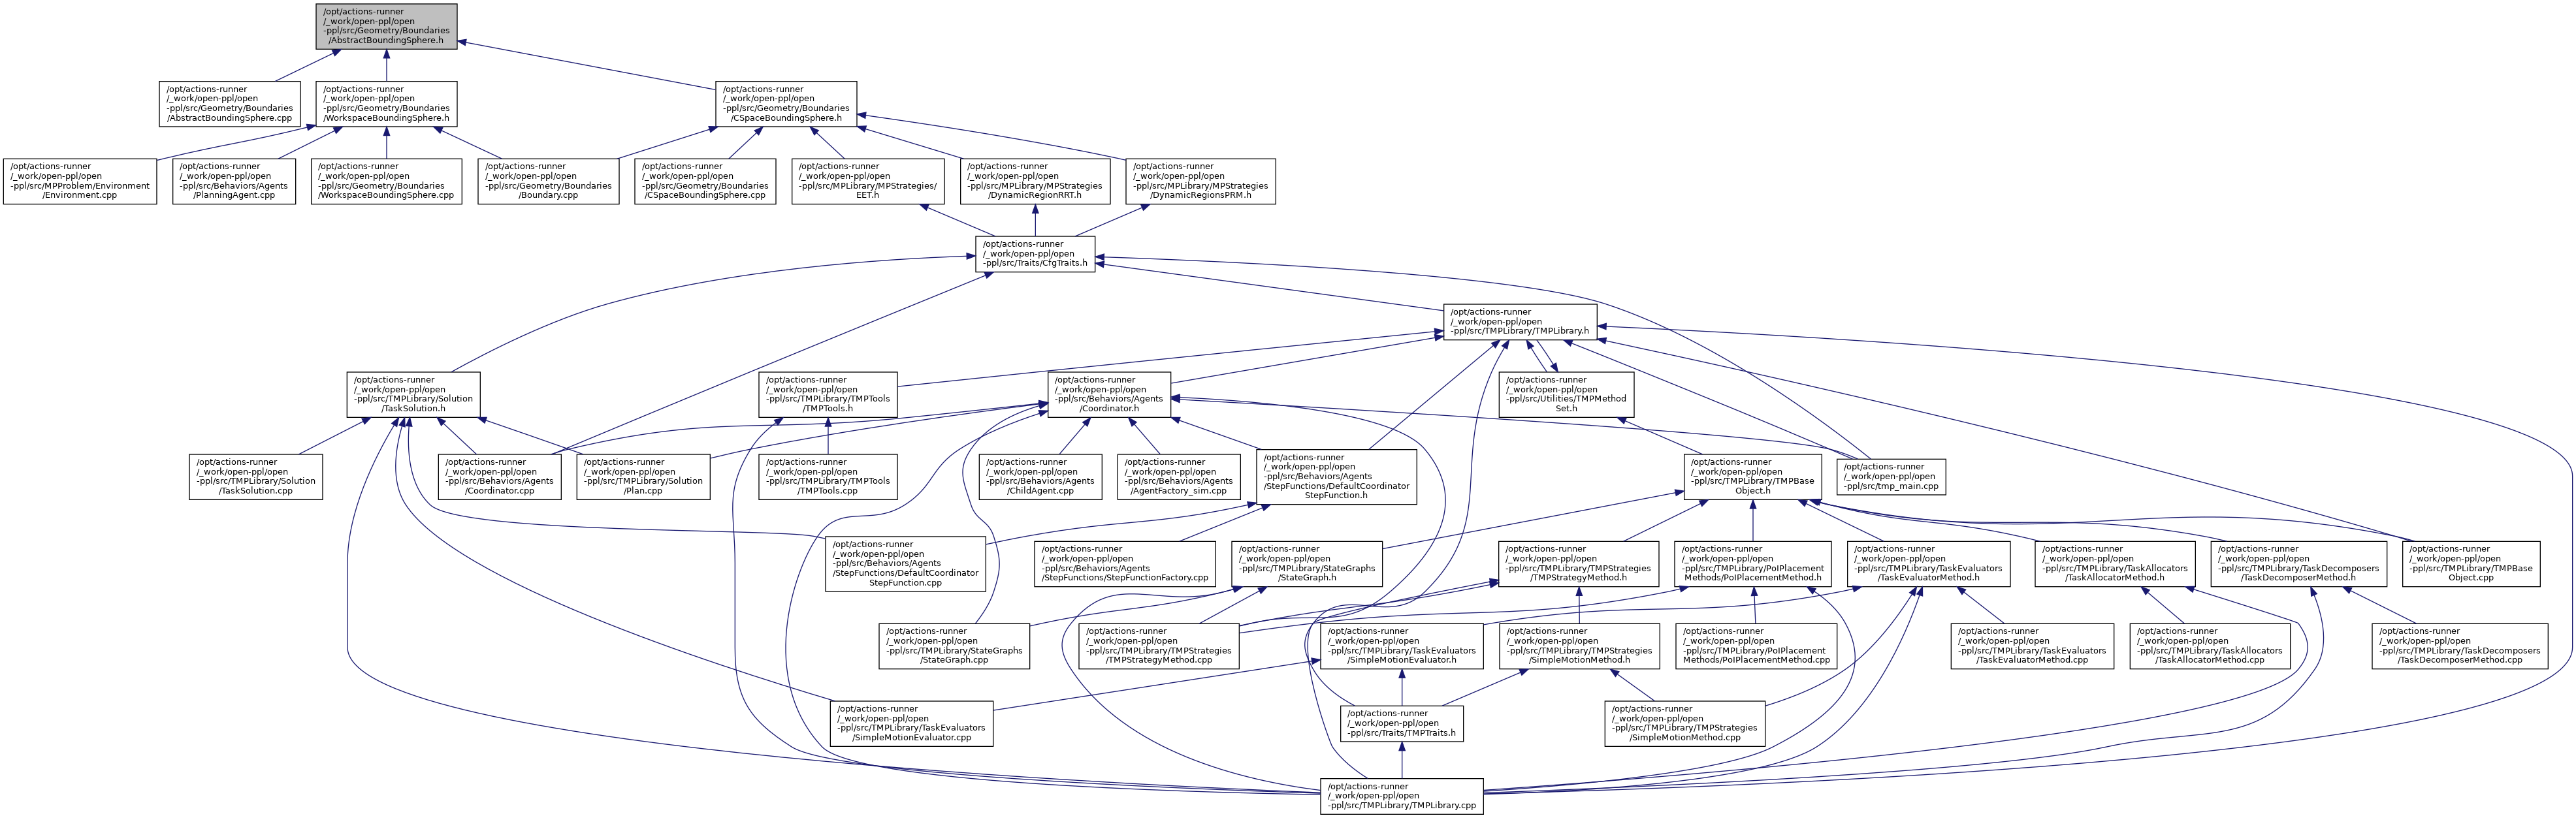 /opt/actions-runner
/_work/open-ppl/open
-ppl/src/Geometry/Boundaries
/AbstractBoundingSphere.h
/opt/actions-runner
/_work/open-ppl/open
-ppl/src/Geometry/Boundaries
/AbstractBoundingSphere.cpp
/opt/actions-runner
/_work/open-ppl/open
-ppl/src/Geometry/Boundaries
/WorkspaceBoundingSphere.h
/opt/actions-runner
/_work/open-ppl/open
-ppl/src/Geometry/Boundaries
/CSpaceBoundingSphere.h
/opt/actions-runner
/_work/open-ppl/open
-ppl/src/MPProblem/Environment
/Environment.cpp
/opt/actions-runner
/_work/open-ppl/open
-ppl/src/Behaviors/Agents
/PlanningAgent.cpp
/opt/actions-runner
/_work/open-ppl/open
-ppl/src/Geometry/Boundaries
/WorkspaceBoundingSphere.cpp
/opt/actions-runner
/_work/open-ppl/open
-ppl/src/Geometry/Boundaries
/Boundary.cpp
/opt/actions-runner
/_work/open-ppl/open
-ppl/src/Geometry/Boundaries
/CSpaceBoundingSphere.cpp
/opt/actions-runner
/_work/open-ppl/open
-ppl/src/MPLibrary/MPStrategies/
EET.h
/opt/actions-runner
/_work/open-ppl/open
-ppl/src/MPLibrary/MPStrategies
/DynamicRegionRRT.h
/opt/actions-runner
/_work/open-ppl/open
-ppl/src/MPLibrary/MPStrategies
/DynamicRegionsPRM.h
/opt/actions-runner
/_work/open-ppl/open
-ppl/src/Traits/CfgTraits.h
/opt/actions-runner
/_work/open-ppl/open
-ppl/src/TMPLibrary/TMPLibrary.h
/opt/actions-runner
/_work/open-ppl/open
-ppl/src/TMPLibrary/Solution
/TaskSolution.h
/opt/actions-runner
/_work/open-ppl/open
-ppl/src/TMPLibrary/TMPTools
/TMPTools.h
/opt/actions-runner
/_work/open-ppl/open
-ppl/src/Behaviors/Agents
/Coordinator.h
/opt/actions-runner
/_work/open-ppl/open
-ppl/src/Utilities/TMPMethod
Set.h
/opt/actions-runner
/_work/open-ppl/open
-ppl/src/TMPLibrary/Solution
/TaskSolution.cpp
/opt/actions-runner
/_work/open-ppl/open
-ppl/src/Behaviors/Agents
/Coordinator.cpp
/opt/actions-runner
/_work/open-ppl/open
-ppl/src/TMPLibrary/Solution
/Plan.cpp
/opt/actions-runner
/_work/open-ppl/open
-ppl/src/TMPLibrary/TMPTools
/TMPTools.cpp
/opt/actions-runner
/_work/open-ppl/open
-ppl/src/Behaviors/Agents
/ChildAgent.cpp
/opt/actions-runner
/_work/open-ppl/open
-ppl/src/Behaviors/Agents
/AgentFactory_sim.cpp
/opt/actions-runner
/_work/open-ppl/open
-ppl/src/Behaviors/Agents
/StepFunctions/DefaultCoordinator
StepFunction.h
/opt/actions-runner
/_work/open-ppl/open
-ppl/src/TMPLibrary/TMPBase
Object.h
/opt/actions-runner
/_work/open-ppl/open
-ppl/src/tmp_main.cpp
/opt/actions-runner
/_work/open-ppl/open
-ppl/src/Behaviors/Agents
/StepFunctions/DefaultCoordinator
StepFunction.cpp
/opt/actions-runner
/_work/open-ppl/open
-ppl/src/Behaviors/Agents
/StepFunctions/StepFunctionFactory.cpp
/opt/actions-runner
/_work/open-ppl/open
-ppl/src/TMPLibrary/StateGraphs
/StateGraph.h
/opt/actions-runner
/_work/open-ppl/open
-ppl/src/TMPLibrary/TMPStrategies
/TMPStrategyMethod.h
/opt/actions-runner
/_work/open-ppl/open
-ppl/src/TMPLibrary/PoIPlacement
Methods/PoIPlacementMethod.h
/opt/actions-runner
/_work/open-ppl/open
-ppl/src/TMPLibrary/TaskEvaluators
/TaskEvaluatorMethod.h
/opt/actions-runner
/_work/open-ppl/open
-ppl/src/TMPLibrary/TaskAllocators
/TaskAllocatorMethod.h
/opt/actions-runner
/_work/open-ppl/open
-ppl/src/TMPLibrary/TaskDecomposers
/TaskDecomposerMethod.h
/opt/actions-runner
/_work/open-ppl/open
-ppl/src/TMPLibrary/TMPBase
Object.cpp
/opt/actions-runner
/_work/open-ppl/open
-ppl/src/TMPLibrary/StateGraphs
/StateGraph.cpp
/opt/actions-runner
/_work/open-ppl/open
-ppl/src/TMPLibrary/TMPStrategies
/TMPStrategyMethod.cpp
/opt/actions-runner
/_work/open-ppl/open
-ppl/src/TMPLibrary/TaskEvaluators
/SimpleMotionEvaluator.h
/opt/actions-runner
/_work/open-ppl/open
-ppl/src/TMPLibrary/TMPStrategies
/SimpleMotionMethod.h
/opt/actions-runner
/_work/open-ppl/open
-ppl/src/TMPLibrary/PoIPlacement
Methods/PoIPlacementMethod.cpp
/opt/actions-runner
/_work/open-ppl/open
-ppl/src/TMPLibrary/TaskEvaluators
/TaskEvaluatorMethod.cpp
/opt/actions-runner
/_work/open-ppl/open
-ppl/src/TMPLibrary/TaskAllocators
/TaskAllocatorMethod.cpp
/opt/actions-runner
/_work/open-ppl/open
-ppl/src/TMPLibrary/TaskDecomposers
/TaskDecomposerMethod.cpp
/opt/actions-runner
/_work/open-ppl/open
-ppl/src/TMPLibrary/TaskEvaluators
/SimpleMotionEvaluator.cpp
/opt/actions-runner
/_work/open-ppl/open
-ppl/src/Traits/TMPTraits.h
/opt/actions-runner
/_work/open-ppl/open
-ppl/src/TMPLibrary/TMPStrategies
/SimpleMotionMethod.cpp
/opt/actions-runner
/_work/open-ppl/open
-ppl/src/TMPLibrary/TMPLibrary.cpp